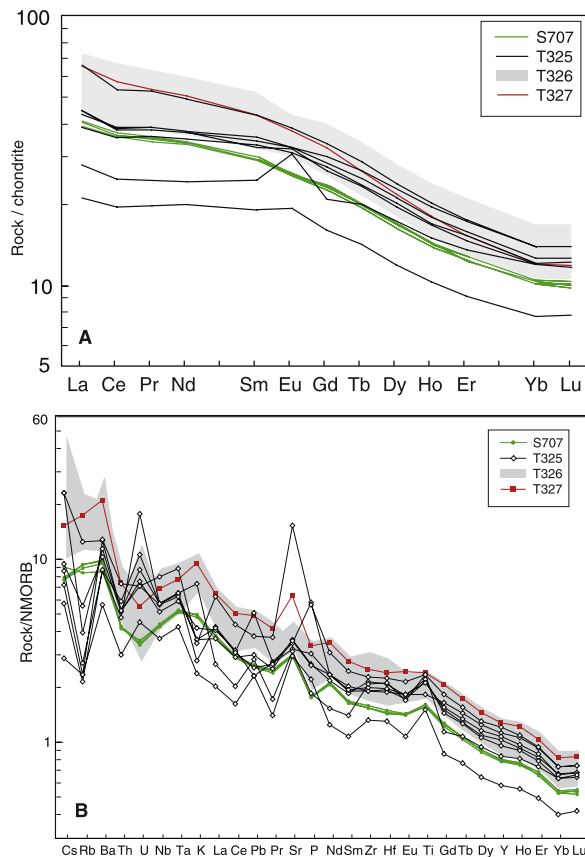 100
S707
T325
T326
T327
Rock / chondrite
10
A
5
La Ce Pr Nd Sm Eu Gd Tb Dy Ho Er Yb Lu
60
S707
T325
T326
T327
10
Rock/NMORB
1
B
Cs Rb Ba Th U Nb Ta K La Ce Pb Pr Sr P Nd Sm Zr Hf Eu Ti Gd Tb Dy Y Ho Er Yb Lu